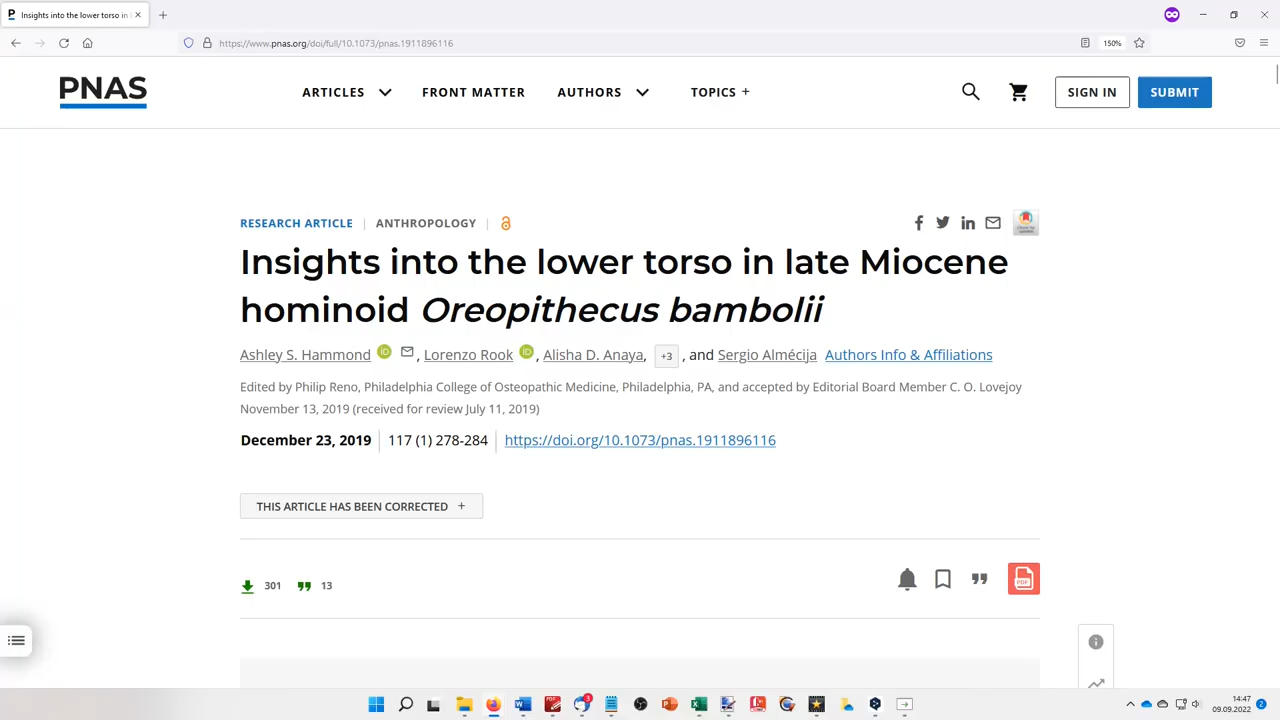 Insights into the lower torso in l
https://www.pnas.org/doi/full/10.1073/pnas.1911896116
150%
PNAS
ARTICLES
FRONT MATTER
AUTHORS
TOPICS +
SIGN IN
SUBMIT
RESEARCH ARTICLE | ANTHROPOLOGY |
Insights into the lower torso in late Miocene
hominoid Oreopithecus bambolii
Ashley S. Hammond iD , Lorenzo Rook iD , Alisha D. Anaya, +3 , and Sergio Almécija Authors Info & Affiliations
Edited by Philip Reno, Philadelphia College of Osteopathic Medicine, Philadelphia, PA, and accepted by Editorial Board Member C. O. Lovejoy
November 13, 2019 (received for review July 11, 2019)
December 23, 2019 | 117 (1) 278-284 | https://doi.org/10.1073/pnas.1911896116
THIS ARTICLE HAS BEEN CORRECTED +
301 13
PDF
14:47
09.09.2022